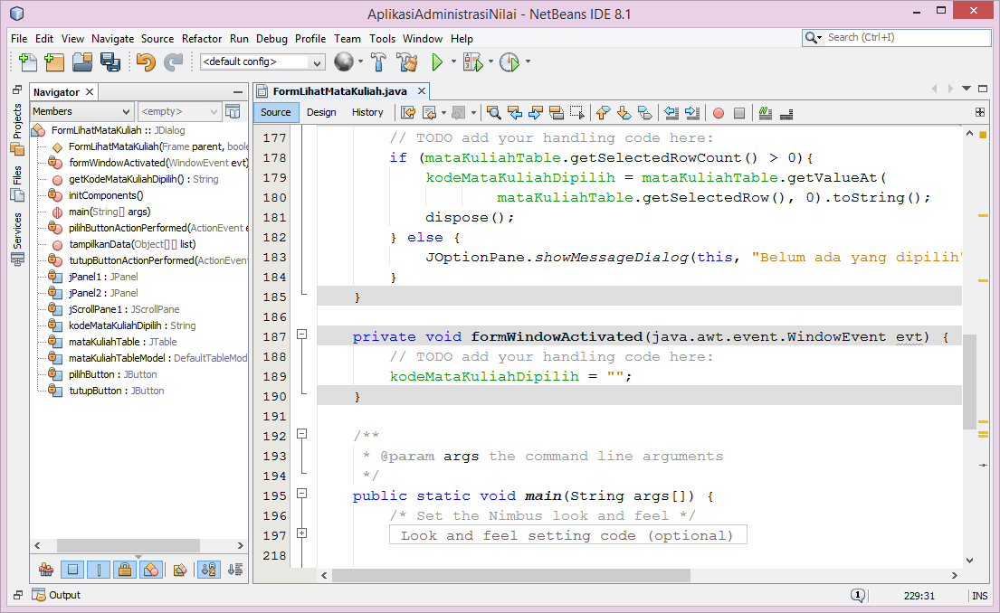 AplikasiAdministrasiNilai - NetBeans IDE 8.1
File Edit View Navigate Source Refactor Run Debug Profile Team Tools Window Help
Search (Ctrl+I)
<default config>
Projects
Files
Services
Navigator
Members
<empty>
FormLihatMataKuliah :: JDialog
FormLihatMataKuliah(Frame parent, boole
formWindowActivated(WindowEvent evt)
getKodeMataKuliahDipilih() : String
initComponents()
main(String[] args)
pilihButtonActionPerformed(ActionEvent e
tampilkanData(Object[][] list)
tutupButtonActionPerformed(ActionEven
jPanel1 : JPanel
jPanel2 : JPanel
jScrollPane1 : JScrollPane
kodeMataKuliahDipilih : String
mataKuliahTable : JTable
mataKuliahTableModel : DefaultTableMod
pilihButton : JButton
tutupButton : JButton
FormLihatMataKuliah.java
Source Design History
177 // TODO add your handling code here:
178 if (mataKuliahTable.getSelectedRowCount() > 0){
179 kodeMataKuliahDipilih = mataKuliahTable.getValueAt(
180 mataKuliahTable.getSelectedRow(), 0).toString();
181 dispose();
182 } else {
183 JOptionPane.showMessageDialog(this, "Belum ada yang dipilih"
184 }
185 }
186
187 private void formWindowActivated(java.awt.event.WindowEvent evt) {
188 // TODO add your handling code here:
189 kodeMataKuliahDipilih = "";
190 }
191
192 /**
193 * @param args the command line arguments
194 */
195 public static void main(String args[]) {
196 /* Set the Nimbus look and feel */
197 Look and feel setting code (optional)
218
Output
1
229:31
INS